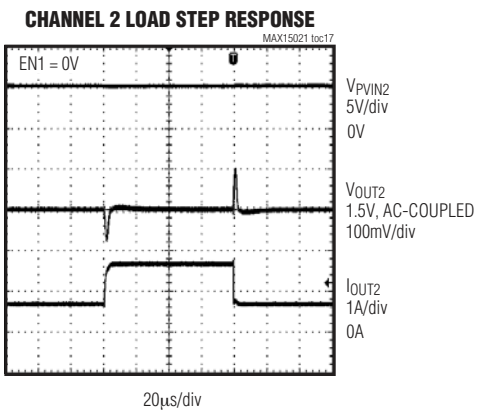 CHANNEL 2 LOAD STEP RESPONSE
MAX15021 toc17
EN1 = 0V
VPVIN2
5V/div
0V
VOUT2
1.5V, AC-COUPLED
100mV/div
IOUT2
1A/div
0A
20µs/div